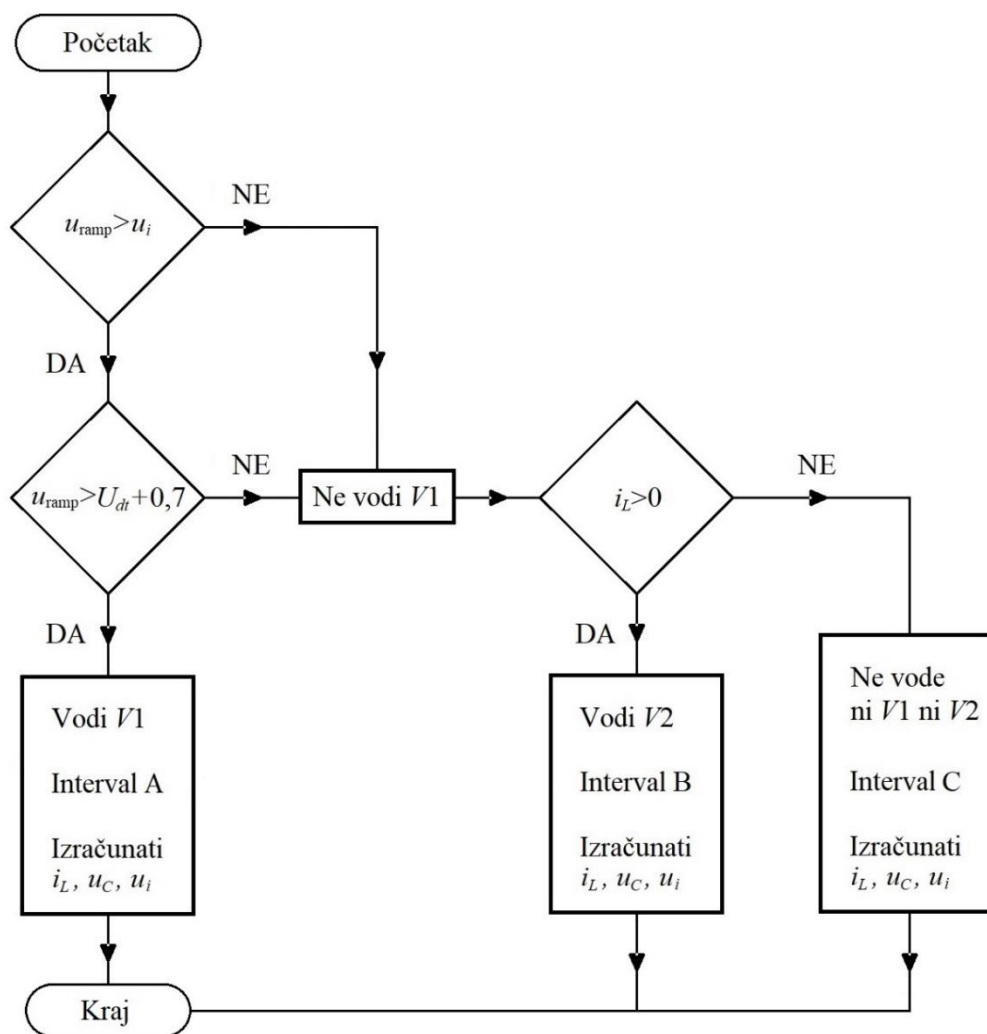 Početak
u_ramp>u_i
NE
DA
u_ramp>U_dt+0,7
NE
Ne vodi V1
i_L>0
NE
DA
Vodi V1
Interval A
Izračunati
i_L, u_C, u_i
DA
Vodi V2
Interval B
Izračunati
i_L, u_C, u_i
Ne vode
ni V1 ni V2
Interval C
Izračunati
i_L, u_C, u_i
Kraj